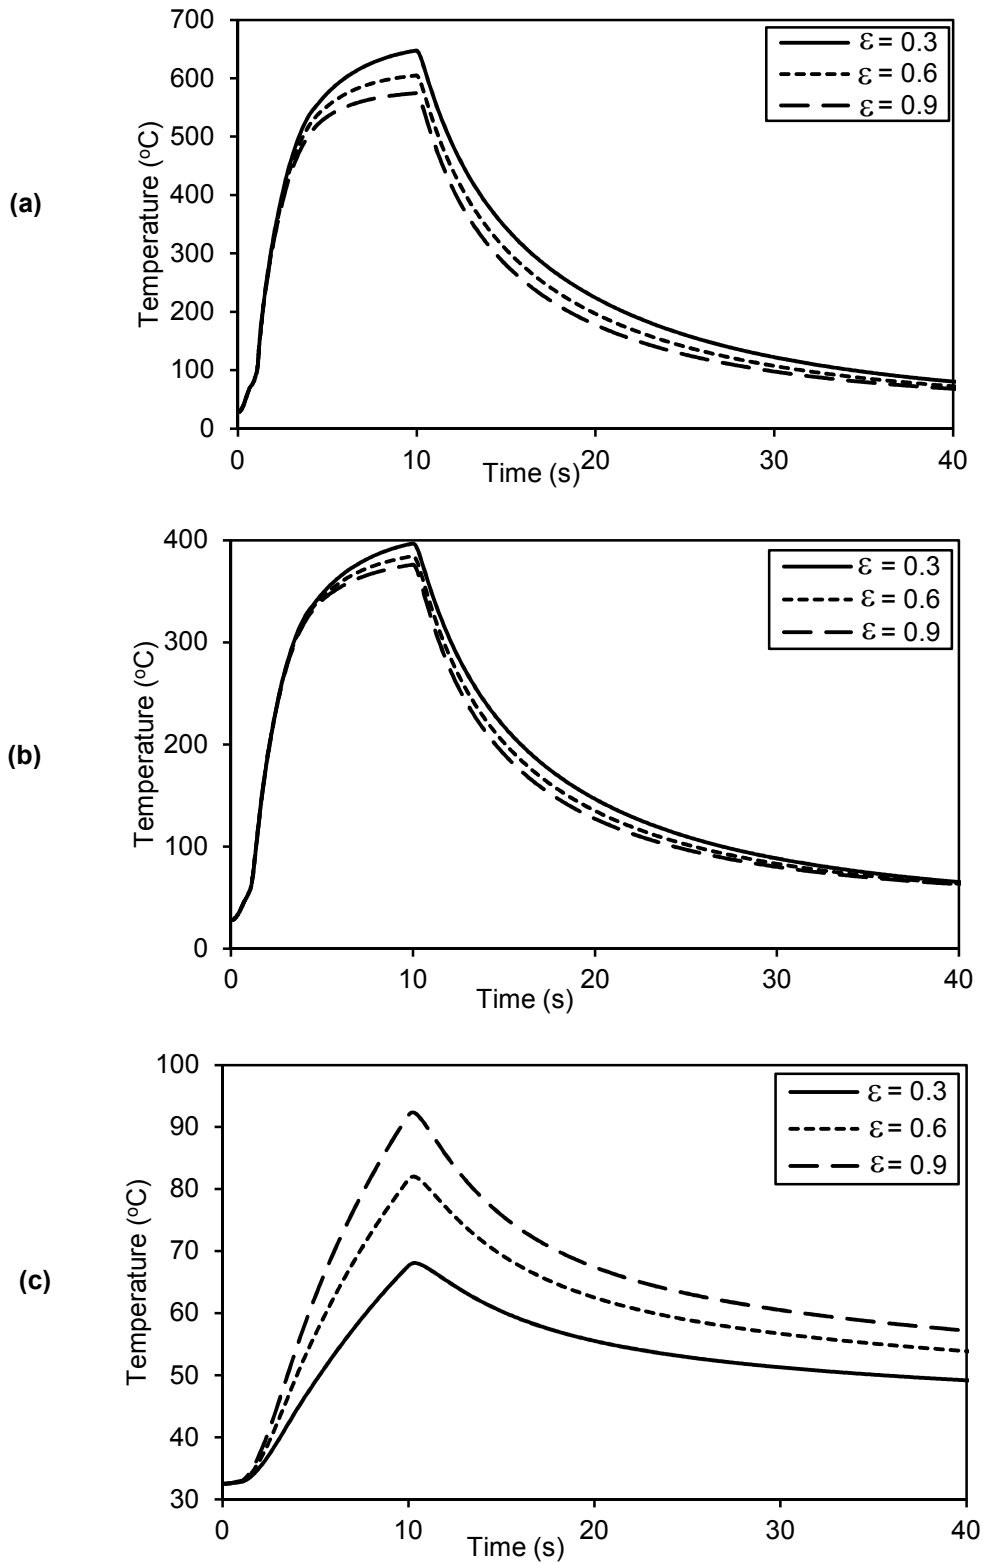 (a)
Temperature (oC)
700
600
500
400
300
200
100
0
0 10 20 30 40
Time (s)
ε = 0.3
ε = 0.6
ε = 0.9
(b)
Temperature (oC)
400
300
200
100
0
0 10 20 30 40
Time (s)
ε = 0.3
ε = 0.6
ε = 0.9
(c)
Temperature (oC)
100
90
80
70
60
50
40
30
0 10 20 30 40
Time (s)
ε = 0.3
ε = 0.6
ε = 0.9